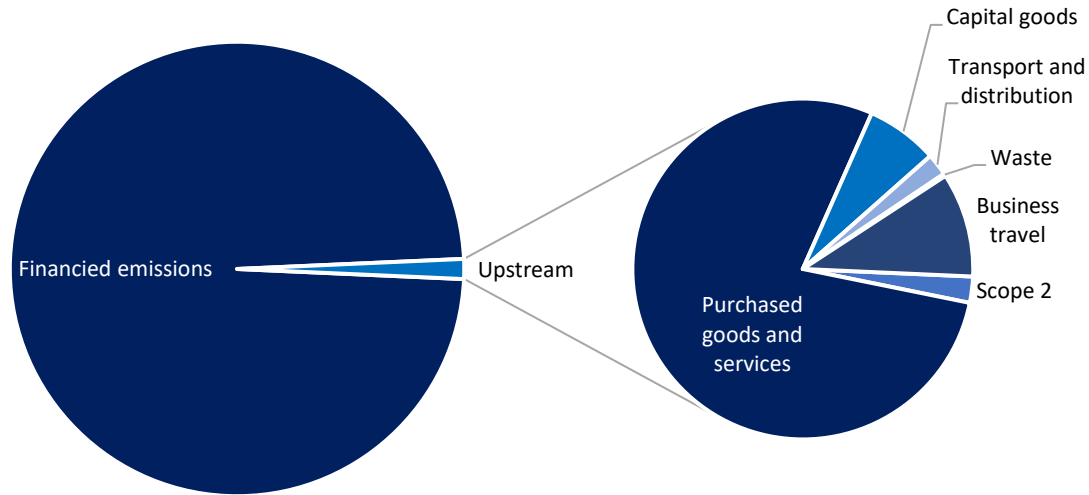 Financied emissions
Upstream
Capital goods
Transport and
distribution
Waste
Business
travel
Scope 2
Purchased
goods and
services